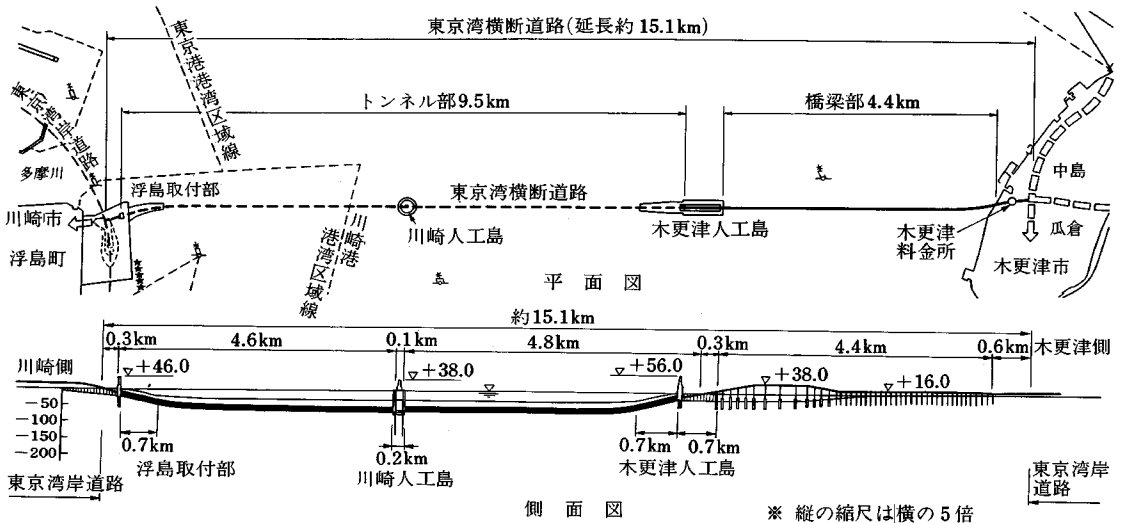 東京湾横断道路(延長約15.1km)
トンネル部9.5km
橋梁部4.4km
東京港港湾区域線
東京湾岸道路
多摩川
浮島取付部
東京湾横断道路
中島
川崎市
浮島町
川崎人工島
川崎港
港湾区域線
木更津人工島
木更津
料金所
瓜倉
木更津市
平面図
約15.1km
0.3km
4.6km
0.1km
4.8km
0.3km
4.4km
0.6km
川崎側
木更津側
+46.0
+38.0
+56.0
+38.0
+16.0
-50
-100
-150
-200
0.7km
0.2km
0.7km
0.7km
浮島取付部
川崎人工島
木更津人工島
東京湾岸道路
東京湾岸
道路
側面図
※ 縦の縮尺は横の5倍